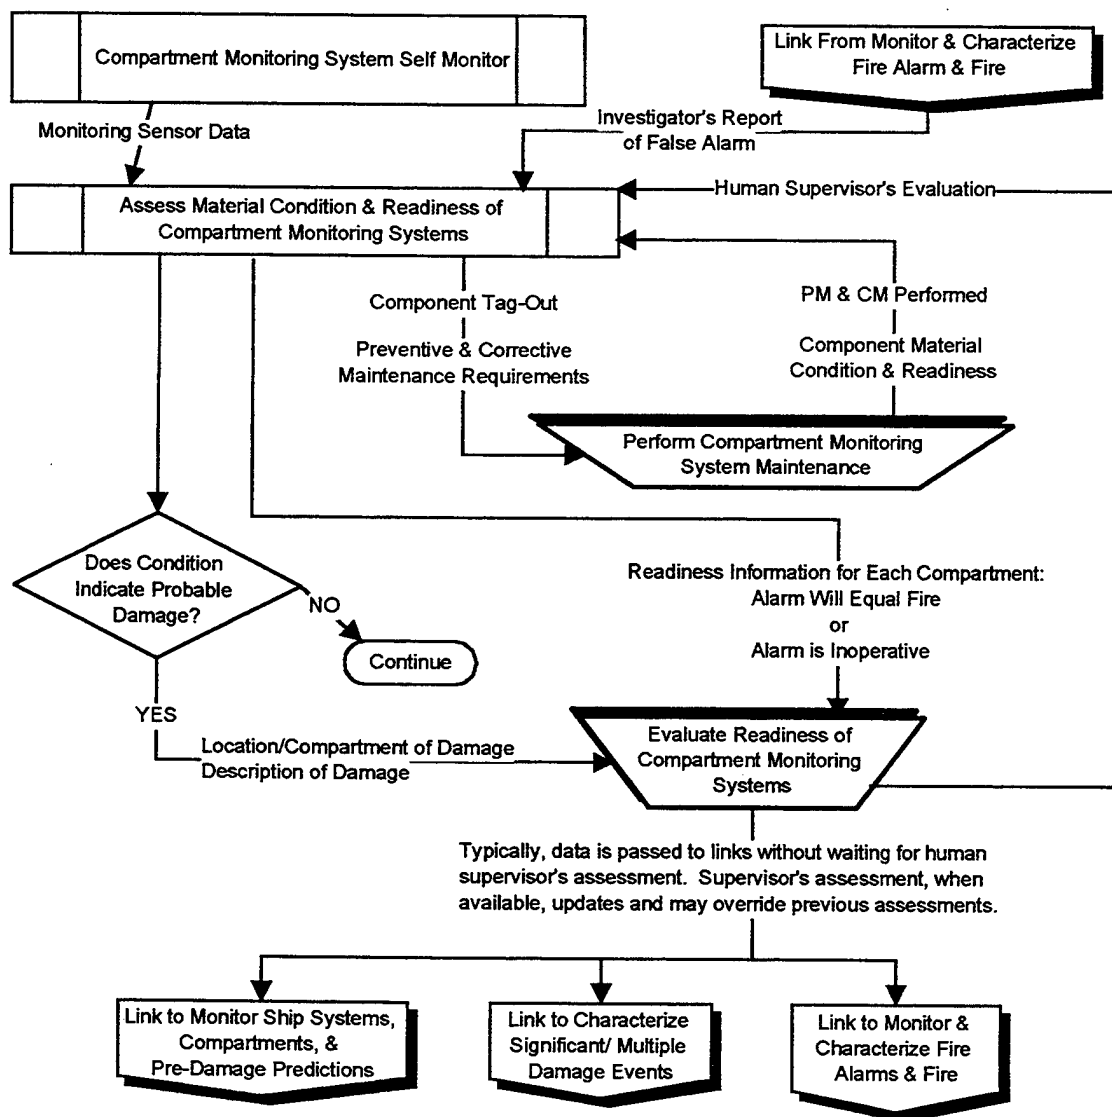 Compartment Monitoring System Self Monitor
Link From Monitor & Characterize
Fire Alarm & Fire
Monitoring Sensor Data
Investigator's Report
of False Alarm
Human Supervisor's Evaluation
Assess Material Condition & Readiness of
Compartment Monitoring Systems
Component Tag-Out
Preventive & Corrective
Maintenance Requirements
PM & CM Performed
Component Material
Condition & Readiness
Perform Compartment Monitoring
System Maintenance
Does Condition
Indicate Probable
Damage?
NO
Continue
YES
Readiness Information for Each Compartment:
Alarm Will Equal Fire
or
Alarm is Inoperative
Location/Compartment of Damage
Description of Damage
Evaluate Readiness of
Compartment Monitoring
Systems
Typically, data is passed to links without waiting for human
supervisor's assessment. Supervisor's assessment, when
available, updates and may override previous assessments.
Link to Monitor Ship Systems,
Compartments, &
Pre-Damage Predictions
Link to Characterize
Significant/ Multiple
Damage Events
Link to Monitor &
Characterize Fire
Alarms & Fire